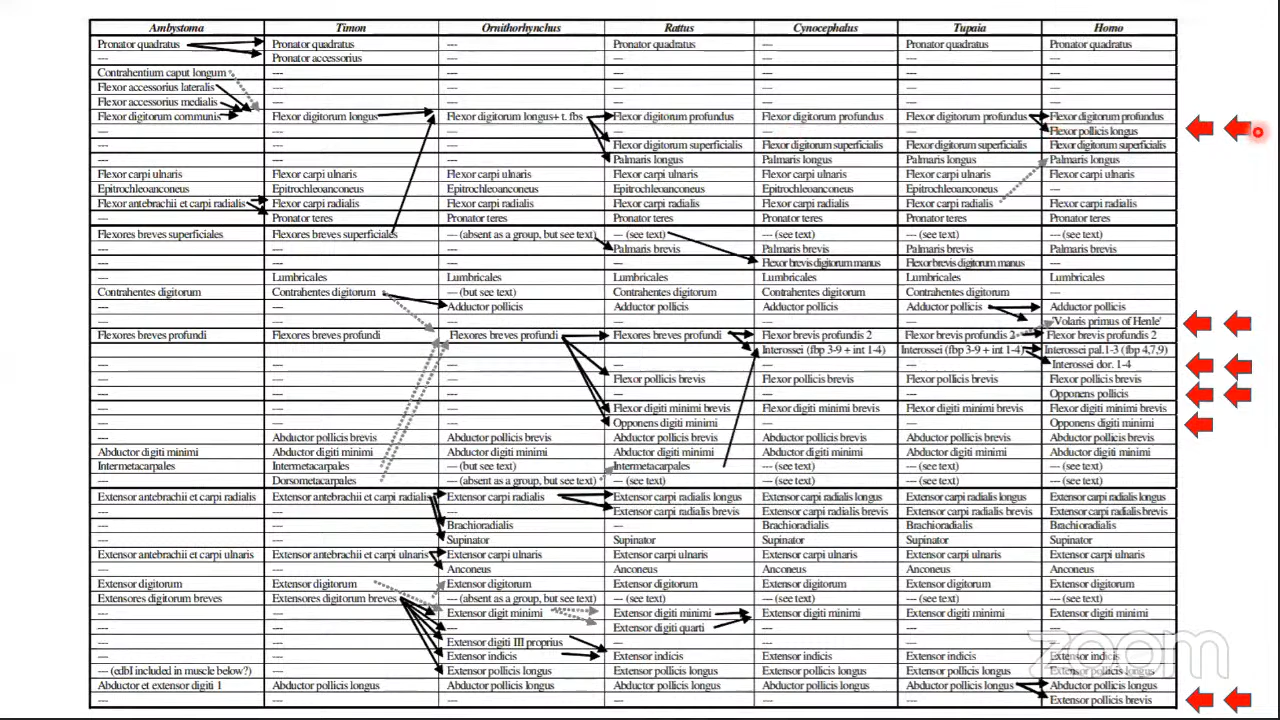 Ambystoma Timon Ornithorhynchus Rattus Cynocephalus Tupaia Homo
Pronator quadratus Pronator quadratus --- Pronator quadratus --- Pronator quadratus Pronator quadratus
--- Pronator accessorius --- --- --- --- ---
Contrahentium caput longum --- --- --- --- --- ---
Flexor accessorius lateralis --- --- --- --- --- ---
Flexor accessorius medialis --- --- --- --- --- ---
Flexor digitorum communis Flexor digitorum longus Flexor digitorum longus+ t. fbs Flexor digitorum profundus Flexor digitorum profundus Flexor digitorum profundus Flexor digitorum profundus
--- --- --- --- --- --- Flexor pollicis longus
--- --- --- Flexor digitorum superficialis Flexor digitorum superficialis Flexor digitorum superficialis Flexor digitorum superficialis
--- --- --- Palmaris longus Palmaris longus Palmaris longus Palmaris longus
Flexor carpi ulnaris Flexor carpi ulnaris Flexor carpi ulnaris Flexor carpi ulnaris Flexor carpi ulnaris Flexor carpi ulnaris Flexor carpi ulnaris
Epitrochleoanconeus Epitrochleoanconeus Epitrochleoanconeus Epitrochleoanconeus Epitrochleoanconeus Epitrochleoanconeus ---
Flexor antebrachii et carpi radialis Flexor carpi radialis Flexor carpi radialis Flexor carpi radialis Flexor carpi radialis Flexor carpi radialis Flexor carpi radialis
--- Pronator teres Pronator teres Pronator teres Pronator teres Pronator teres Pronator teres
Flexores breves superficiales Flexores breves superficiales --- (absent as a group, but see text) --- (see text) --- (see text) --- (see text) --- (see text)
--- --- --- Palmaris brevis Palmaris brevis Palmaris brevis Palmaris brevis
--- --- --- --- Flexor brevis digitorum manus Flexor brevis digitorum manus ---
--- Lumbricales Lumbricales Lumbricales Lumbricales Lumbricales Lumbricales
Contrahentes digitorum Contrahentes digitorum --- (but see text) Contrahentes digitorum Contrahentes digitorum Contrahentes digitorum ---
--- --- Adductor pollicis Adductor pollicis Adductor pollicis Adductor pollicis Adductor pollicis
--- --- --- --- --- --- 'Volaris primus of Henle'
Flexores breves profundi Flexores breves profundi Flexores breves profundi Flexores breves profundi Flexor brevis profundis 2 Flexor brevis profundis 2 Flexor brevis profundis 2
Interossei (fbp 3-9 + int 1-4) Interossei (fbp 3-9 + int 1-4) Interossei pal.1-3 (fbp 4,7,9)
--- --- --- --- --- --- Interossei dor. 1-4
--- --- --- Flexor pollicis brevis Flexor pollicis brevis Flexor pollicis brevis Flexor pollicis brevis
--- --- --- --- --- --- Opponens pollicis
--- --- --- Flexor digiti minimi brevis Flexor digiti minimi brevis Flexor digiti minimi brevis Flexor digiti minimi brevis
--- --- --- Opponens digiti minimi --- --- Opponens digiti minimi
--- Abductor pollicis brevis Abductor pollicis brevis Abductor pollicis brevis Abductor pollicis brevis Abductor pollicis brevis Abductor pollicis brevis
Abductor digiti minimi Abductor digiti minimi Abductor digiti minimi Abductor digiti minimi Abductor digiti minimi Abductor digiti minimi Abductor digiti minimi
Intermetacarpales Intermetacarpales --- (but see text) Intermetacarpales --- (see text) --- (see text) --- (see text)
--- Dorsometacarpales --- (absent as a group, but see text) --- (see text) --- (see text) --- (see text) --- (see text)
Extensor antebrachii et carpi radialis Extensor antebrachii et carpi radialis Extensor carpi radialis Extensor carpi radialis longus Extensor carpi radialis longus Extensor carpi radialis longus Extensor carpi radialis longus
--- --- --- Extensor carpi radialis brevis Extensor carpi radialis brevis Extensor carpi radialis brevis Extensor carpi radialis brevis
--- --- Brachioradialis --- Brachioradialis Brachioradialis Brachioradialis
--- --- Supinator Supinator Supinator Supinator Supinator
Extensor antebrachii et carpi ulnaris Extensor antebrachii et carpi ulnaris Extensor carpi ulnaris Extensor carpi ulnaris Extensor carpi ulnaris Extensor carpi ulnaris Extensor carpi ulnaris
--- --- Anconeus Anconeus Anconeus Anconeus Anconeus
Extensor digitorum Extensor digitorum Extensor digitorum Extensor digitorum Extensor digitorum Extensor digitorum Extensor digitorum
Extensores digitorum breves Extensores digitorum breves --- (absent as a group, but see text) --- (see text) --- (see text) --- (see text) --- (see text)
--- --- Extensor digit minimi Extensor digiti minimi Extensor digiti minimi Extensor digiti minimi Extensor digiti minimi
--- --- --- Extensor digiti quarti --- --- ---
--- --- Extensor digiti III proprius --- --- --- ---
--- --- Extensor indicis Extensor indicis Extensor indicis Extensor indicis Extensor indicis
--- (edbI included in muscle below?) --- Extensor pollicis longus Extensor pollicis longus Extensor pollicis longus Extensor pollicis longus Extensor pollicis longus
Abductor et extensor digiti 1 Abductor pollicis longus Abductor pollicis longus Abductor pollicis longus Abductor pollicis longus Abductor pollicis longus Abductor pollicis longus
--- --- --- --- --- --- Extensor pollicis brevis
zoom